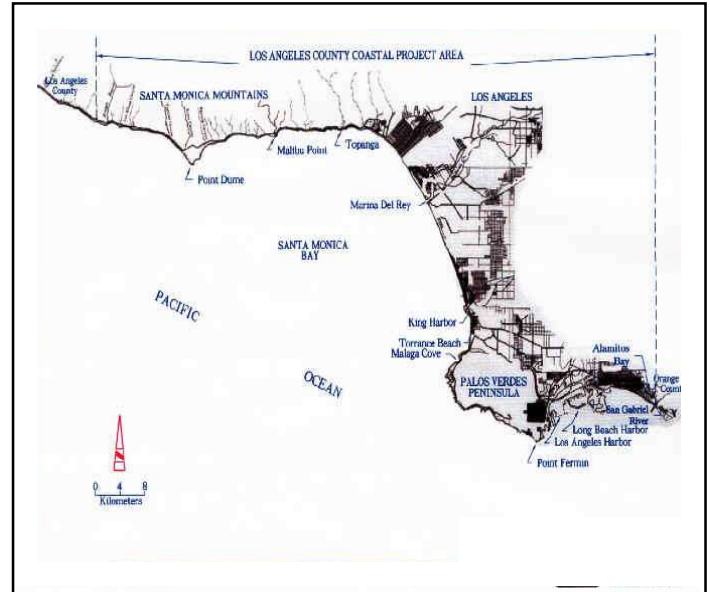 LOS ANGELES COUNTY COASTAL PROJECT AREA
Los Angeles
County
SANTA MONICA MOUNTAINS
LOS ANGELES
Malibu Point
Topanga
Point Dume
Marina Del Rey
SANTA MONICA
BAY
PACIFIC
OCEAN
King Harbor
Torrance Beach
Malaga Cove
Alamitos
Bay
PALOS VERDES
PENINSULA
Orange
San Gabriel
River
Long Beach Harbor
Los Angeles Harbor
Point Fermin
0 4 8
Kilometers